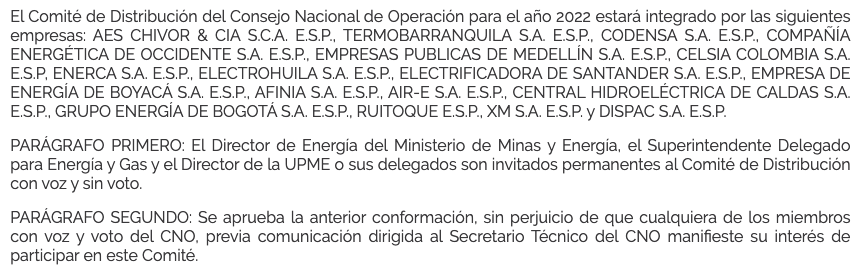 El Comité de Distribución del Consejo Nacional de Operación para el año 2022 estará integrado por las siguientes
empresas: AES CHIVOR & CIA S.C.A. E.S.P., TERMOBARRANQUILA S.A. E.S.P., CODENSA S.A. E.S.P., COMPAÑÍA
ENERGÉTICA DE OCCIDENTE S.A. E.S.P., EMPRESAS PUBLICAS DE MEDELLÍN S.A. E.S.P., CELSIA COLOMBIA S.A.
E.S.P, ENERCA S.A. E.S.P., ELECTROHUILA S.A. E.S.P., ELECTRIFICADORA DE SANTANDER S.A. E.S.P., EMPRESA DE
ENERGÍA DE BOYACÁ S.A. E.S.P., AFINIA S.A. E.S.P., AIR-E S.A. E.S.P., CENTRAL HIDROELÉCTRICA DE CALDAS S.A.
E.S.P., GRUPO ENERGÍA DE BOGOTÁ S.A. E.S.P., RUITOQUE E.S.P., XM S.A. E.S.P. y DISPAC S.A. E.S.P.
PARÁGRAFO PRIMERO: El Director de Energía del Ministerio de Minas y Energía, el Superintendente Delegado
para Energía y Gas y el Director de la UPME o sus delegados son invitados permanentes al Comité de Distribución
con voz y sin voto.
PARÁGRAFO SEGUNDO: Se aprueba la anterior conformación, sin perjuicio de que cualquiera de los miembros
con voz y voto del CNO, previa comunicación dirigida al Secretario Técnico del CNO manifieste su interés de
participar en este Comité.